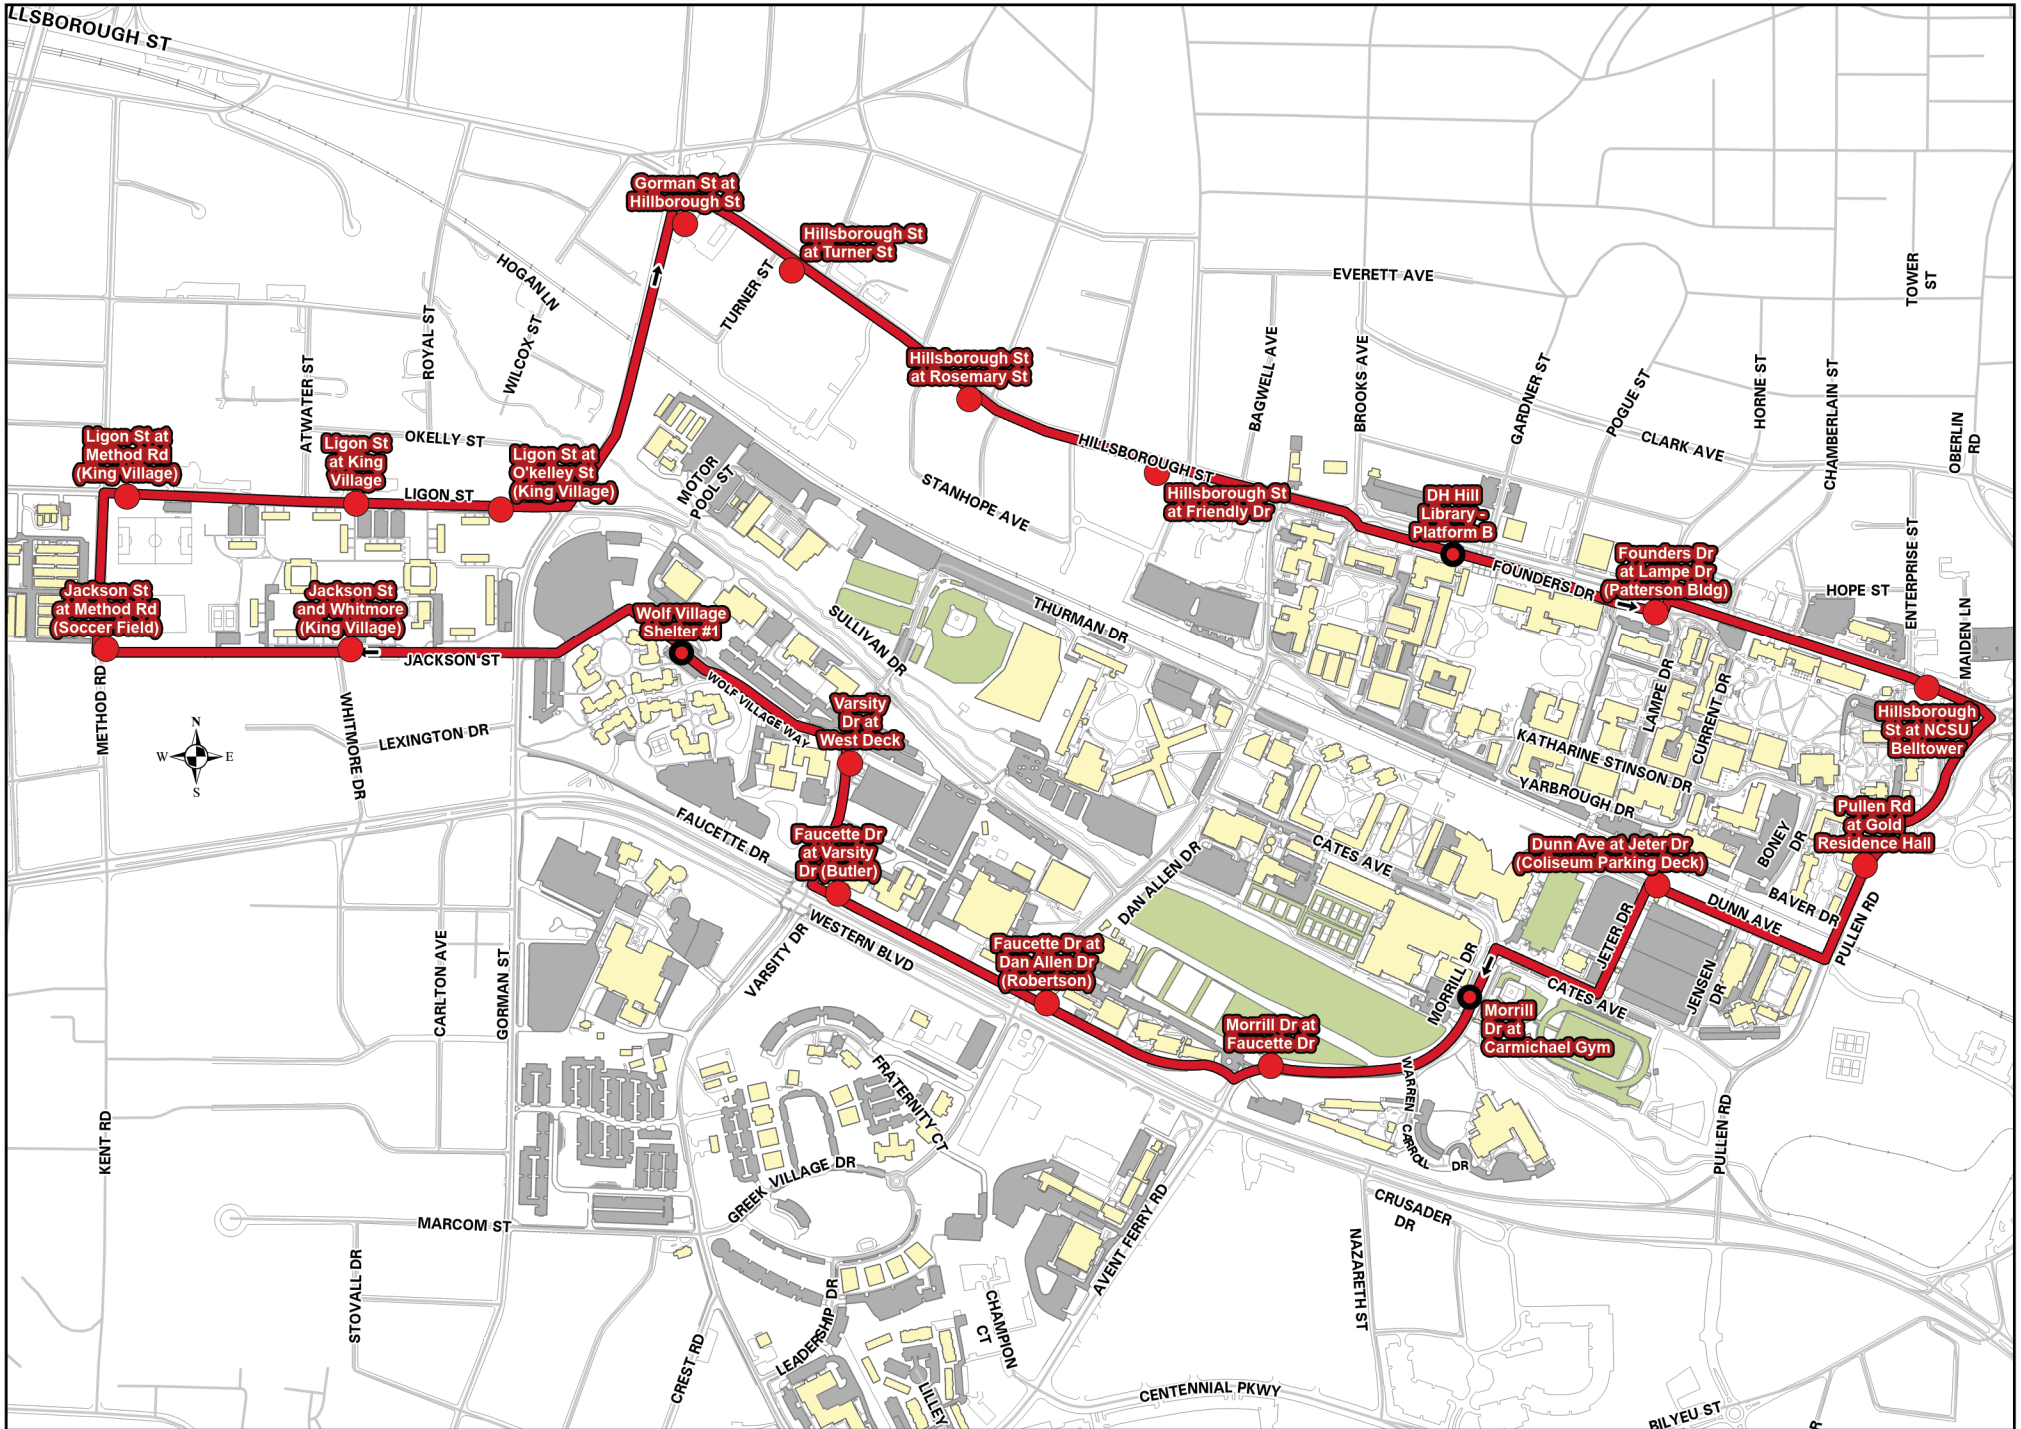 LLSBOROUGH ST
Gorman St at
Hillborough St
Hillsborough St
at Turner St
HOGAN LN
TURNER ST
EVERETT AVE
TOWER
ST
ROYAL ST
WILCOX ST
ATWATER ST
Hillsborough St
at Rosemary St
BAGWELL AVE
BROOKS AVE
GARDNER ST
POGUE ST
HORNE ST
CHAMBERLAIN ST
OBERLIN
RD
CLARK AVE
Ligon St at
Method Rd
(King Village)
Ligon St
at King
Village
OKELLY ST
Ligon St at
O'kelley St
(King Village)
LIGON ST
MOTOR
POOL ST
STANHOPE AVE
HILLSBOROUGH ST
Hillsborough St
at Friendly Dr
DH Hill
Library -
Platform B
FOUNDERS DR
Founders Dr
at Lampe Dr
(Patterson Bldg)
HOPE ST
ENTERPRISE ST
MAIDEN LN
Jackson St
at Method Rd
(Soccer Field)
Jackson St
and Whitmore
(King Village)
JACKSON ST
Wolf Village
Shelter #1
SULLIVAN DR
THURMAN DR
METHOD RD
WHITMORE DR
LEXINGTON DR
N
W
E
S
WOLF VILLAGE WAY
Varsity
Dr at
West Deck
LAMPE DR
CURRENT DR
KATHARINE STINSON DR
YARBROUGH DR
Hillsborough
St at NCSU
Belltower
Pullen Rd
at Gold
Residence Hall
BONEY
DR
FAUCETTE DR
Faucette Dr
at Varsity
Dr (Butler)
DAN ALLEN DR
CATES AVE
Dunn Ave at Jeter Dr
(Coliseum Parking Deck)
BAVER DR
DUNN AVE
PULLEN RD
JETER DR
WESTERN BLVD
VARSITY DR
CARLTON AVE
GORMAN ST
Faucette Dr at
Dan Allen Dr
(Robertson)
MORRILL DR
CATES AVE
JENSEN
DR
Morrill
Dr at
Carmichael Gym
Morrill Dr at
Faucette Dr
WARREN
CARROLL
DR
KENT RD
FRATERNITY CT
GREEK VILLAGE DR
PULLEN RD
MARCOM ST
STOVALL DR
AVENT FERRY RD
CRUSADER
DR
NAZARETH ST
LEADERSHIP DR
CHAMPION
CT
CREST RD
LILLEY
CENTENNIAL PKWY
BILYEU ST
R